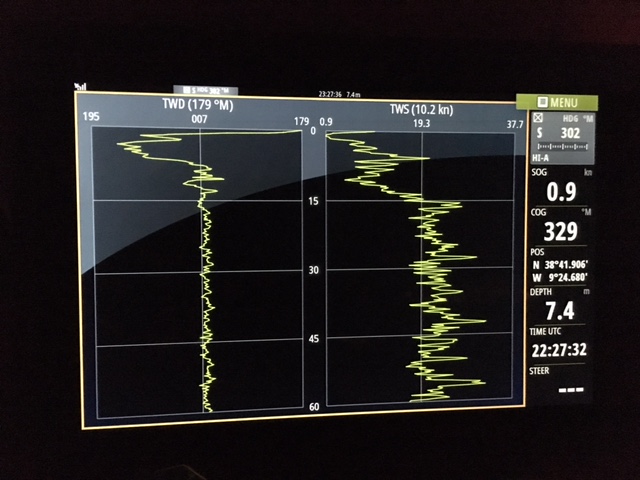 23:27:36 7.4m
TWD (179 °M)
195 007 179
TWS (10.2 kn)
0.9 19.3 37.7
0
15
30
45
60
MENU
HDG °M
S 302
HI-A
SOG kn
0.9
COG °M
329
POS
N 38°41.906'
W 9°24.680'
DEPTH m
7.4
TIME UTC
22:27:32
STEER
---